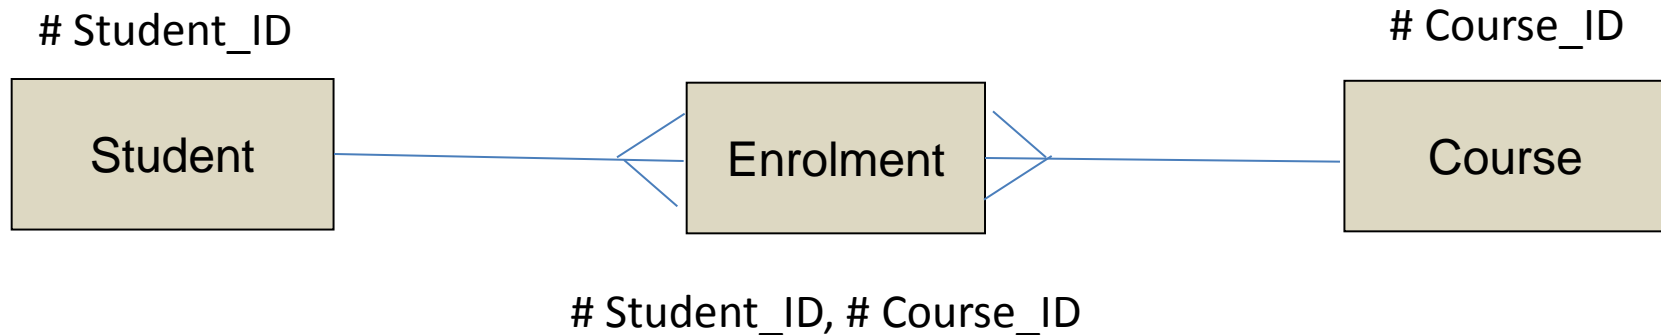 # Student_ID
# Course_ID
Student
Enrolment
Course
# Student_ID, # Course_ID